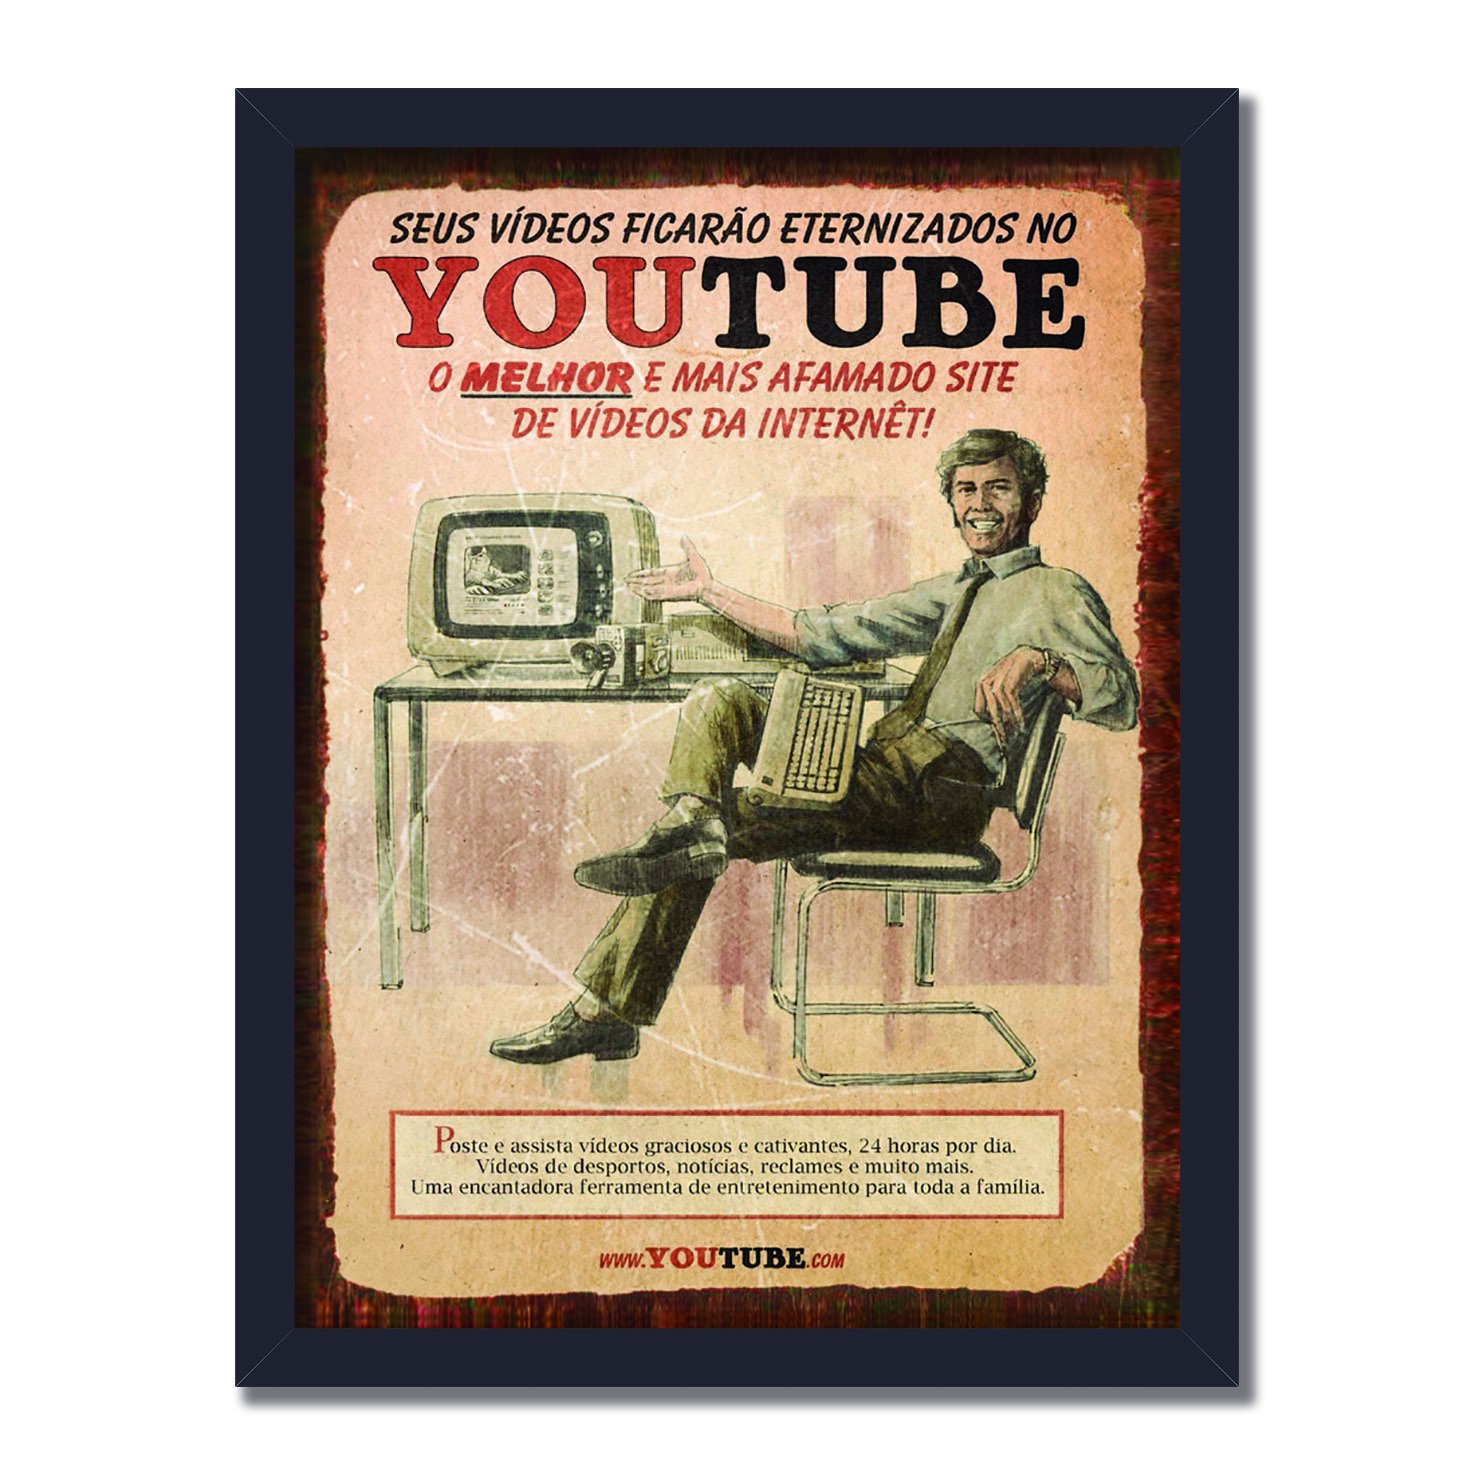 SEUS VÍDEOS FICARÃO ETERNIZADOS NO
YOUTUBE
O MELHOR E MAIS AFAMADO SITE
DE VÍDEOS DA INTERNÊT!
Poste e assista vídeos graciosos e cativantes, 24 horas por dia.
Vídeos de desportos, notícias, reclames e muito mais.
Uma encantadora ferramenta de entretenimento para toda a família.
www.YOUTUBE.com